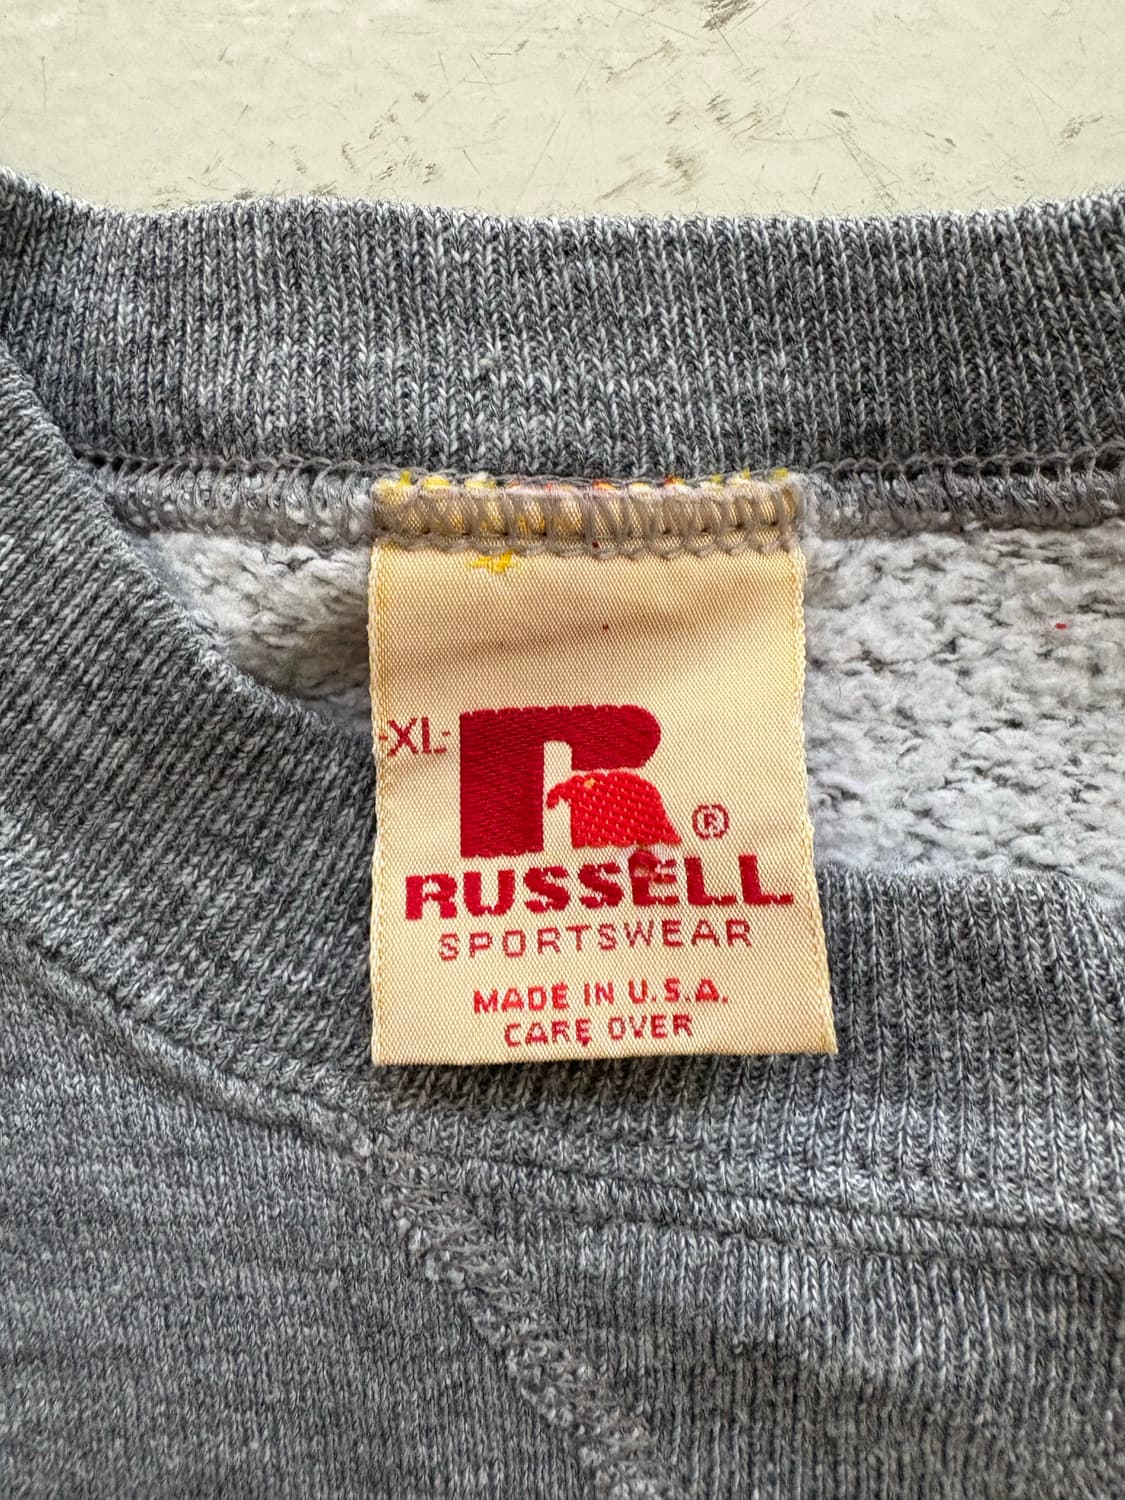 -XL-
R ®
RUSSELL
SPORTSWEAR
MADE IN U.S.A.
CARE OVER